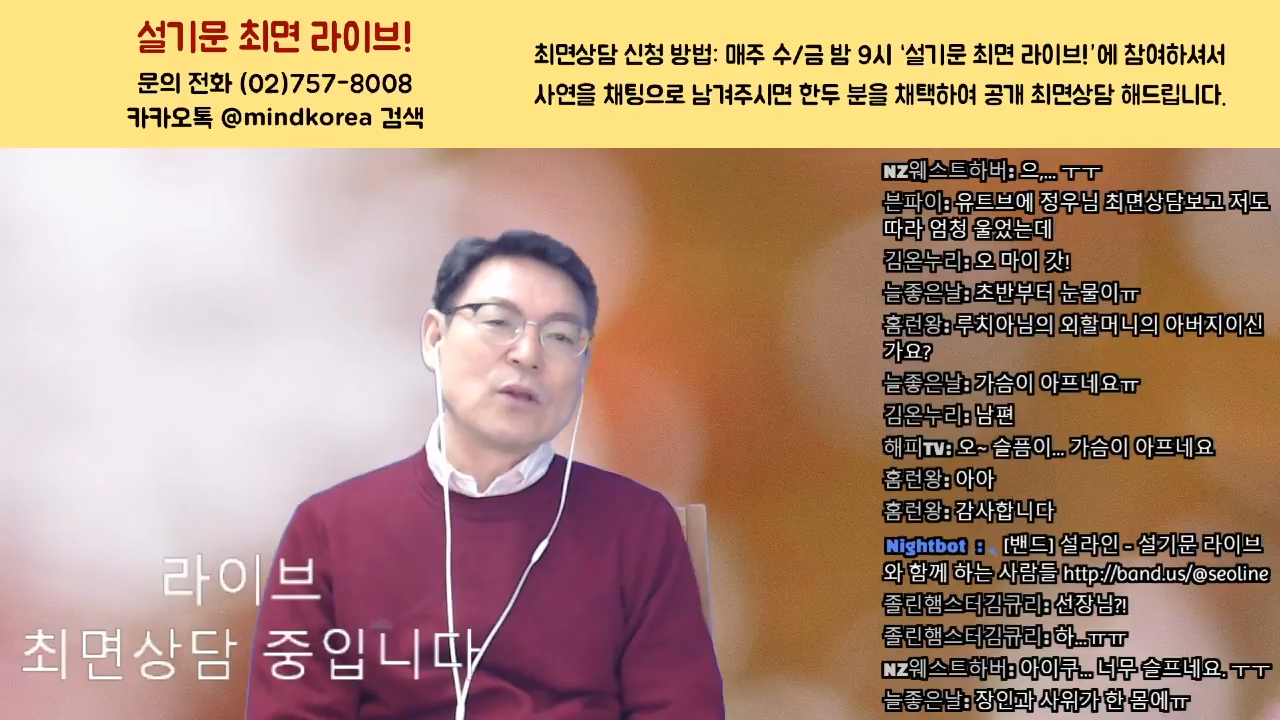 설기문 최면 라이브!
문의 전화 (02)757-8008
카카오톡 @mindkorea 검색
최면상담 신청 방법: 매주 수/금 밤 9시 '설기문 최면 라이브!'에 참여하셔서
사연을 채팅으로 남겨주시면 한두 분을 채택하여 공개 최면상담 해드립니다.
NZ웨스트하버: 으,... ㅜㅜ
븐파이: 유트브에 정우님 최면상담보고 저도
따라 엄청 울었는데
김온누리: 오 마이 갓!
늘좋은날: 초반부터 눈물이ㅠ
홈런왕: 루치아님의 외할머니의 아버지이신
가요?
늘좋은날: 가슴이 아프네요ㅠ
김온누리: 남편
해피TV: 오~ 슬픔이... 가슴이 아프네요
홈런왕: 아아
홈런왕: 감사합니다
Nightbot : . [밴드] 설라인 - 설기문 라이브
와 함께 하는 사람들 http://band.us/@seoline
졸린햄스터김규리: 선장님?!
졸린햄스터김규리: 하...ㅠㅠ
NZ웨스트하버: 아이쿠... 너무 슬프네요. ㅜㅜ
늘좋은날: 장인과 사위가 한 몸에ㅠ
라이브
최면상담 중입니다